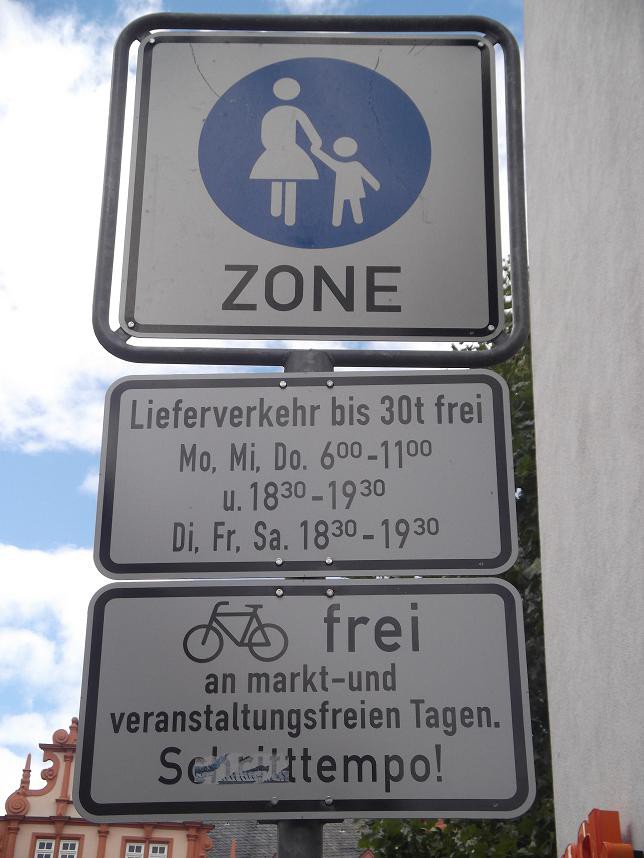 ZONE
Lieferverkehr bis 30t frei
Mo, Mi, Do. 6⁰⁰-11⁰⁰
u. 18³⁰-19³⁰
Di, Fr, Sa. 18³⁰-19³⁰
frei
an markt-und
veranstaltungsfreien Tagen.
Schritttempo!